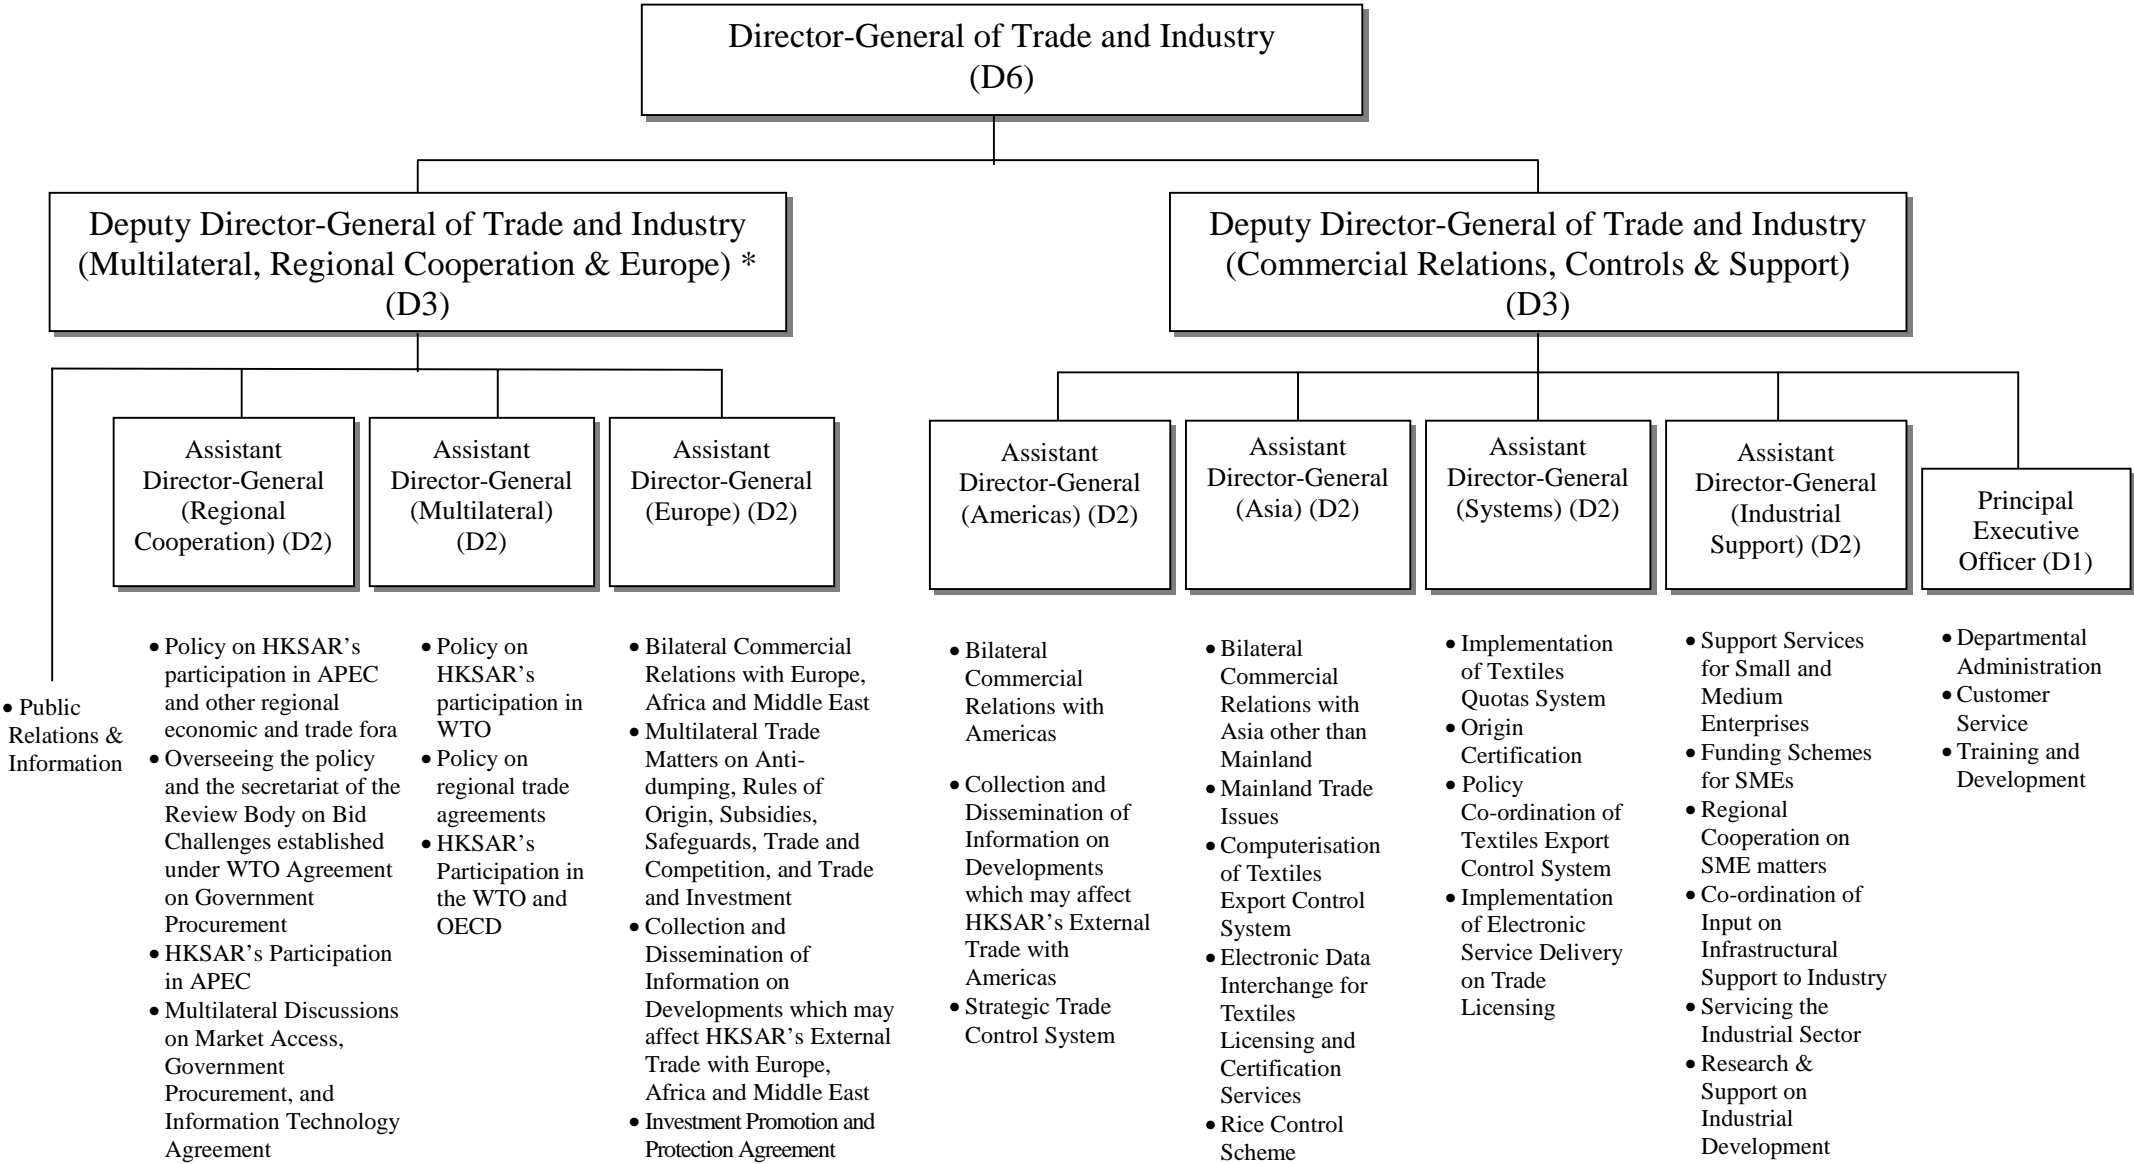 Director-General of Trade and Industry
(D6)
Deputy Director-General of Trade and Industry
(Multilateral, Regional Cooperation & Europe) *
(D3)
Deputy Director-General of Trade and Industry
(Commercial Relations, Controls & Support)
(D3)
Assistant
Director-General
(Regional
Cooperation) (D2)
Assistant
Director-General
(Multilateral)
(D2)
Assistant
Director-General
(Europe) (D2)
Assistant
Director-General
(Americas) (D2)
Assistant
Director-General
(Asia) (D2)
Assistant
Director-General
(Systems) (D2)
Assistant
Director-General
(Industrial
Support) (D2)
Principal
Executive
Officer (D1)
• Public
Relations &
Information
• Policy on HKSAR’s
participation in APEC
and other regional
economic and trade fora
• Overseeing the policy
and the secretariat of the
Review Body on Bid
Challenges established
under WTO Agreement
on Government
Procurement
• HKSAR’s Participation
in APEC
• Multilateral Discussions
on Market Access,
Government
Procurement, and
Information Technology
Agreement
• Policy on
HKSAR’s
participation in
WTO
• Policy on
regional trade
agreements
• HKSAR’s
Participation in
the WTO and
OECD
• Bilateral Commercial
Relations with Europe,
Africa and Middle East
• Multilateral Trade
Matters on Anti-
dumping, Rules of
Origin, Subsidies,
Safeguards, Trade and
Competition, and Trade
and Investment
• Collection and
Dissemination of
Information on
Developments which may
affect HKSAR’s External
Trade with Europe,
Africa and Middle East
• Investment Promotion and
Protection Agreement
• Bilateral
Commercial
Relations with
Americas
• Collection and
Dissemination of
Information on
Developments
which may affect
HKSAR’s External
Trade with
Americas
• Strategic Trade
Control System
• Bilateral
Commercial
Relations with
Asia other than
Mainland
• Mainland Trade
Issues
• Computerisation
of Textiles
Export Control
System
• Electronic Data
Interchange for
Textiles
Licensing and
Certification
Services
• Rice Control
Scheme
• Implementation
of Textiles
Quotas System
• Origin
Certification
• Policy
Co-ordination of
Textiles Export
Control System
• Implementation
of Electronic
Service Delivery
on Trade
Licensing
• Support Services
for Small and
Medium
Enterprises
• Funding Schemes
for SMEs
• Regional
Cooperation on
SME matters
• Co-ordination of
Input on
Infrastructural
Support to Industry
• Servicing the
Industrial Sector
• Research &
Support on
Industrial
Development
• Departmental
Administration
• Customer
Service
• Training and
Development